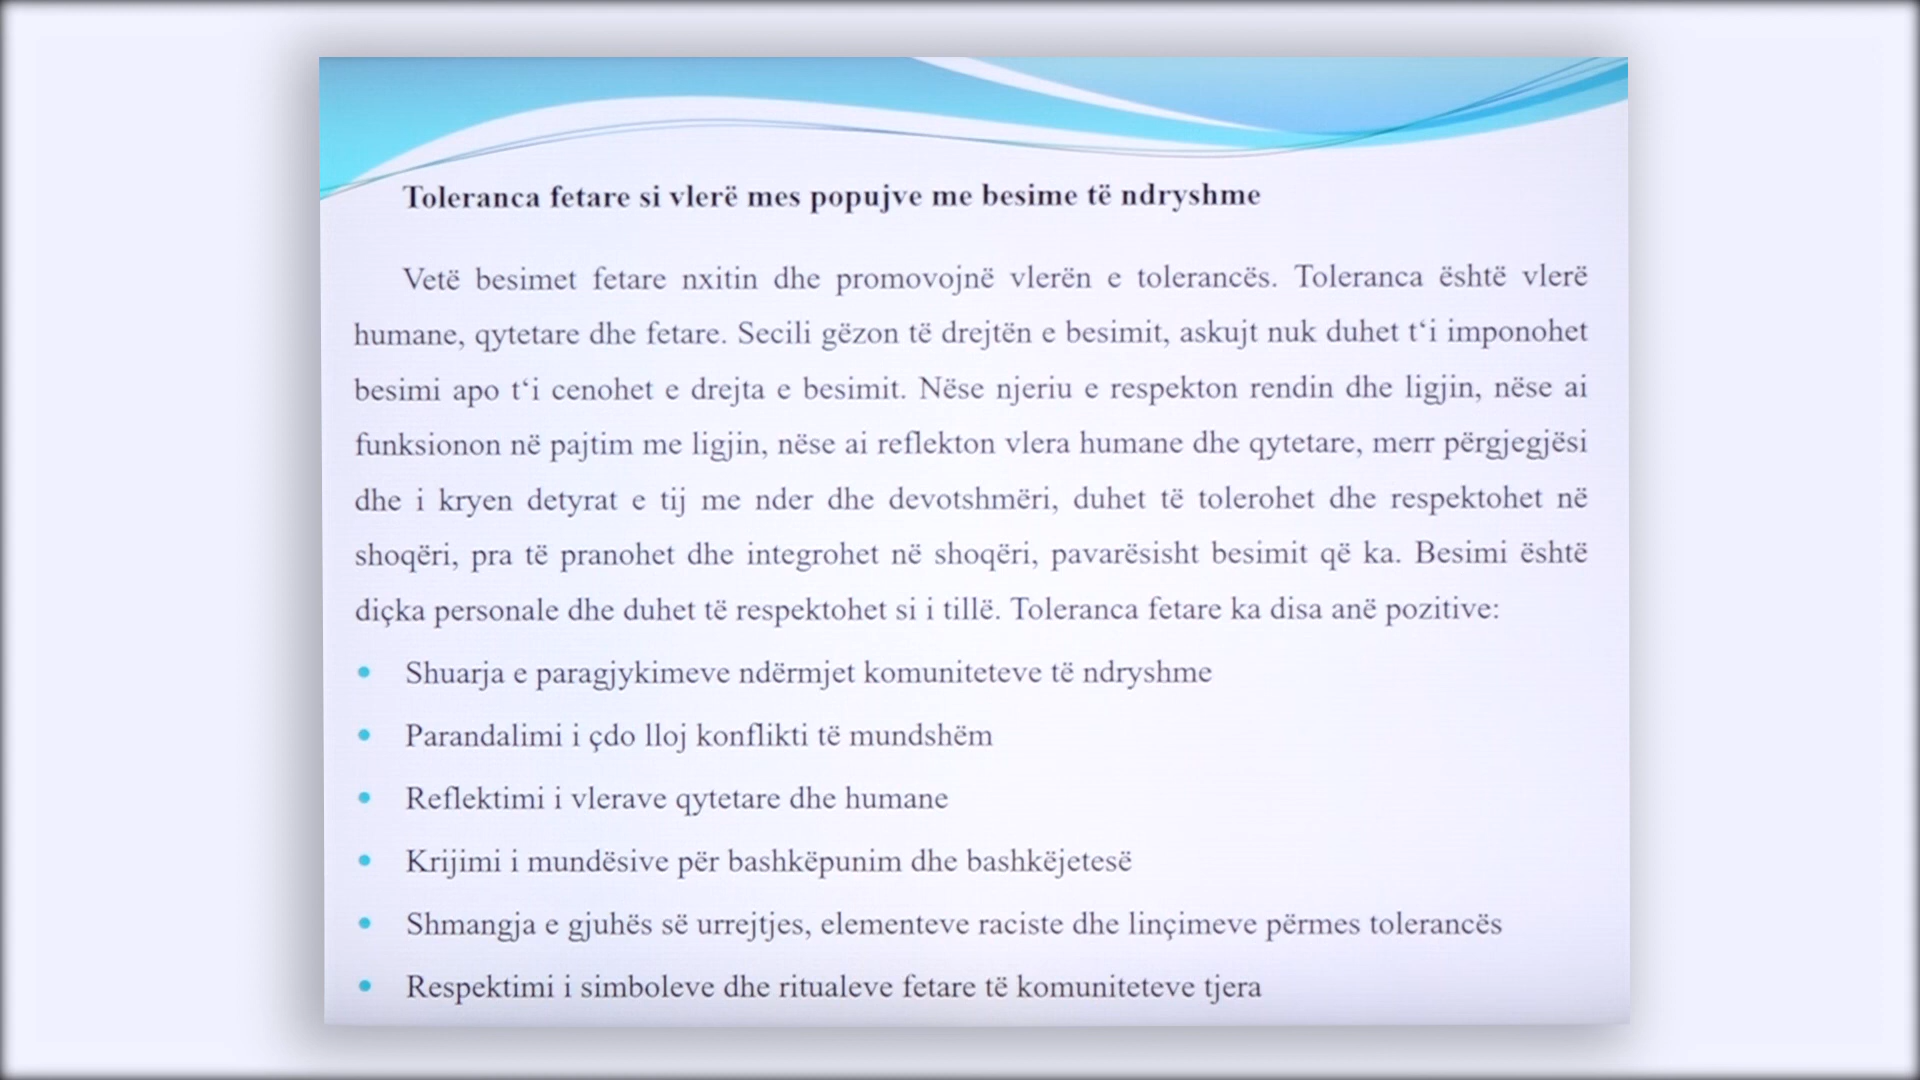 Toleranca fetare si vlerë mes popujve me besime të ndryshme
Vetë besimet fetare nxitin dhe promovojnë vlerën e tolerancës. Toleranca është vlerë
humane, qytetare dhe fetare. Secili gëzon të drejtën e besimit, askujt nuk duhet t‘i imponohet
besimi apo t‘i cenohet e drejta e besimit. Nëse njeriu e respekton rendin dhe ligjin, nëse ai
funksionon në pajtim me ligjin, nëse ai reflekton vlera humane dhe qytetare, merr përgjegjësi
dhe i kryen detyrat e tij me nder dhe devotshmëri, duhet të tolerohet dhe respektohet në
shoqëri, pra të pranohet dhe integrohet në shoqëri, pavarësisht besimit që ka. Besimi është
diçka personale dhe duhet të respektohet si i tillë. Toleranca fetare ka disa anë pozitive:
• Shuarja e paragjykimeve ndërmjet komuniteteve të ndryshme
• Parandalimi i çdo lloj konflikti të mundshëm
• Reflektimi i vlerave qytetare dhe humane
• Krijimi i mundësive për bashkëpunim dhe bashkëjetesë
• Shmangja e gjuhës së urrejtjes, elementeve raciste dhe linçimeve përmes tolerancës
• Respektimi i simboleve dhe ritualeve fetare të komuniteteve tjera